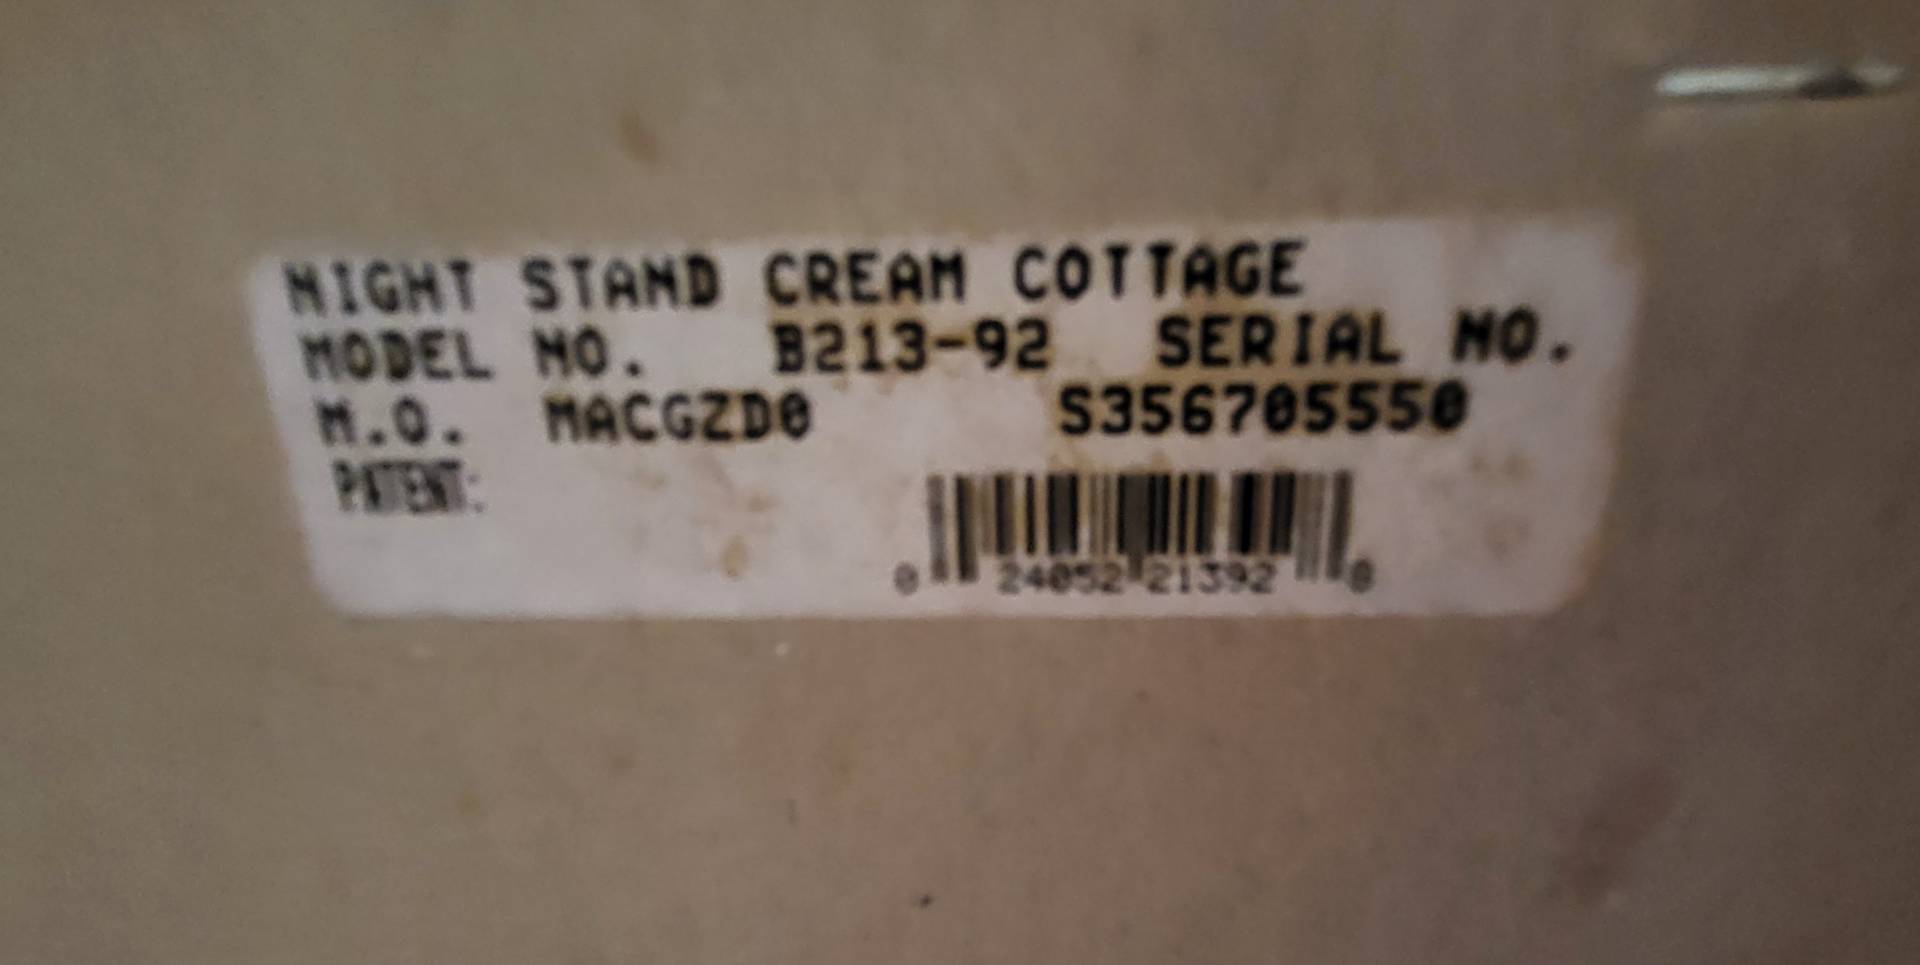 NIGHT STAND CREAM COTTAGE
MODEL NO. B213-92 SERIAL NO.
M.O. MACGZD0 S356705550
PATENT:
0 24052 21392 0